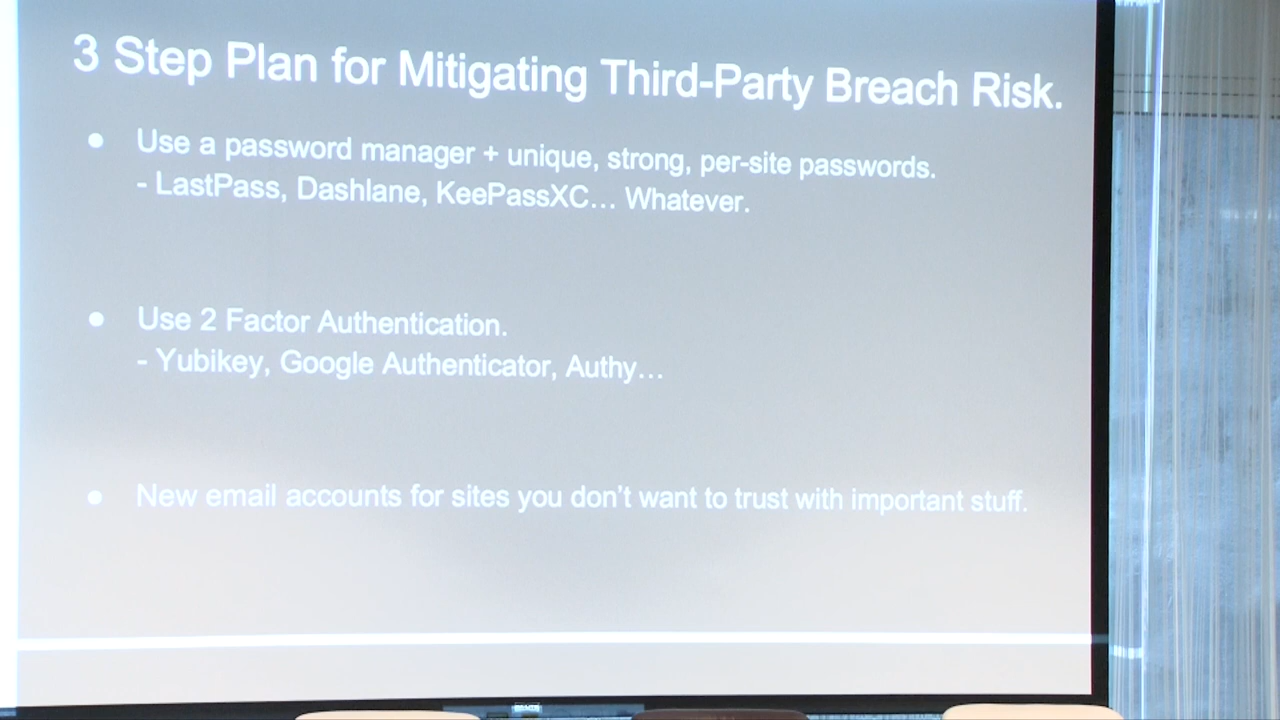 3 Step Plan for Mitigating Third-Party Breach Risk.
● Use a password manager + unique, strong, per-site passwords.
- LastPass, Dashlane, KeePassXC... Whatever.
● Use 2 Factor Authentication.
- Yubikey, Google Authenticator, Authy...
● New email accounts for sites you don't want to trust with important stuff.